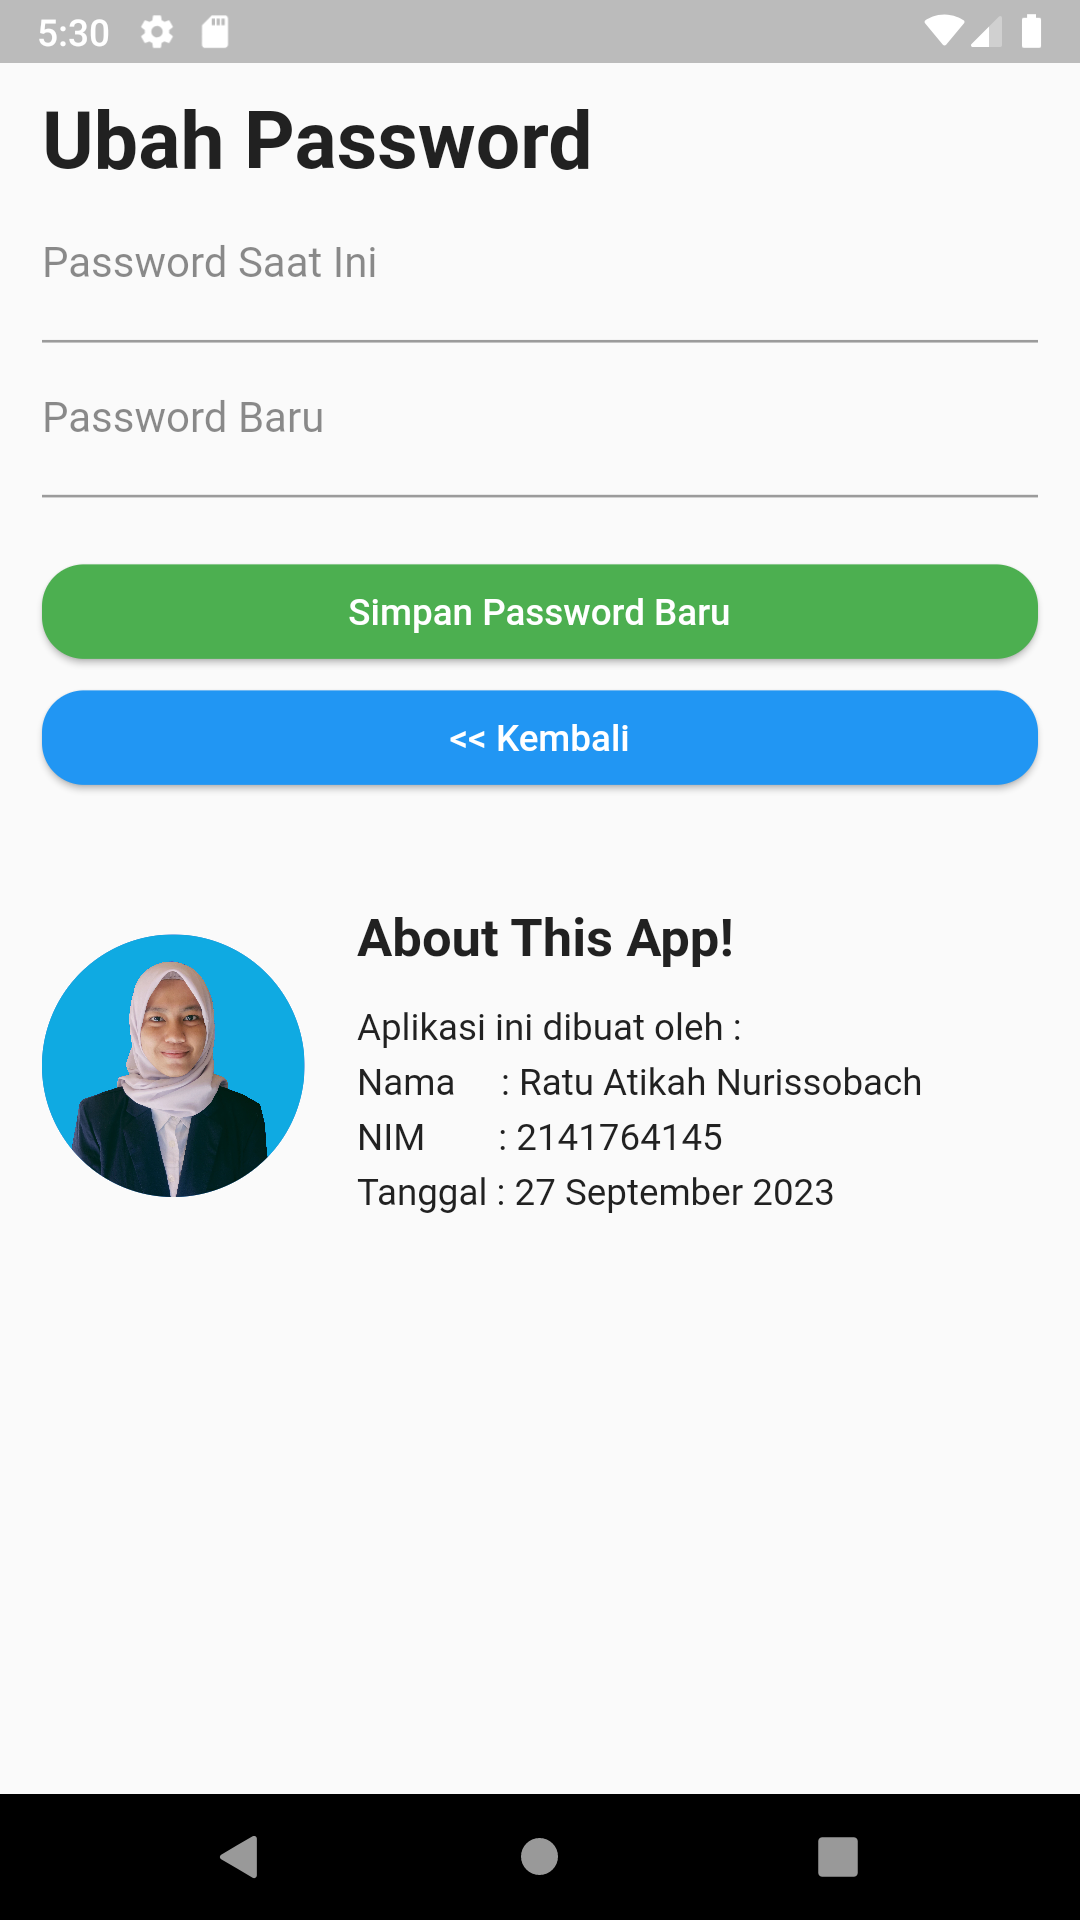 5:30
Ubah Password
Password Saat Ini
Password Baru
Simpan Password Baru
<< Kembali
About This App!
Aplikasi ini dibuat oleh :
Nama : Ratu Atikah Nurissobach
NIM : 2141764145
Tanggal : 27 September 2023